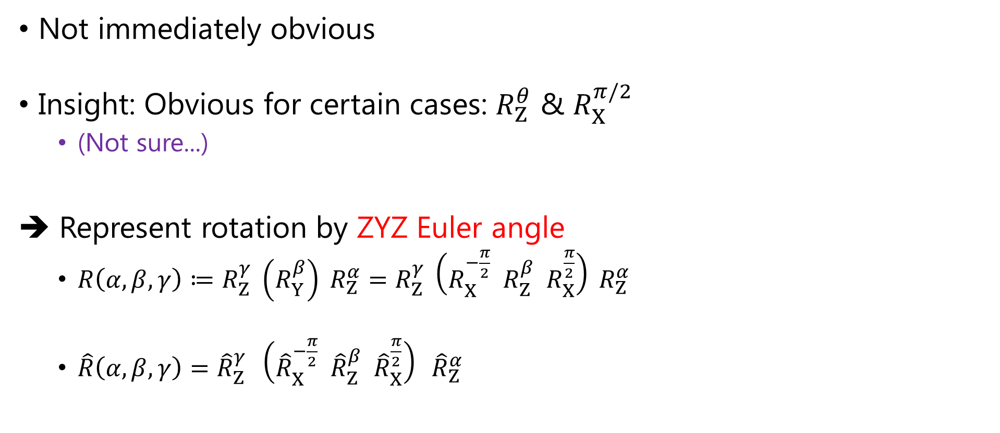 • Not immediately obvious
• Insight: Obvious for certain cases: $R_{\mathrm{Z}}^{\theta}$ & $R_{\mathrm{X}}^{\pi/2}$
• (Not sure...)
➔ Represent rotation by ZYZ Euler angle
• $R(\alpha,\beta,\gamma) \coloneqq R_{\mathrm{Z}}^{\gamma} \left(R_{\mathrm{Y}}^{\beta}\right) R_{\mathrm{Z}}^{\alpha} = R_{\mathrm{Z}}^{\gamma} \left(R_{\mathrm{X}}^{-\frac{\pi}{2}} R_{\mathrm{Z}}^{\beta} R_{\mathrm{X}}^{\frac{\pi}{2}}\right) R_{\mathrm{Z}}^{\alpha}$
• $\hat{R}(\alpha,\beta,\gamma) = \hat{R}_{\mathrm{Z}}^{\gamma} \left(\hat{R}_{\mathrm{X}}^{-\frac{\pi}{2}} \hat{R}_{\mathrm{Z}}^{\beta} \hat{R}_{\mathrm{X}}^{\frac{\pi}{2}}\right) \hat{R}_{\mathrm{Z}}^{\alpha}$